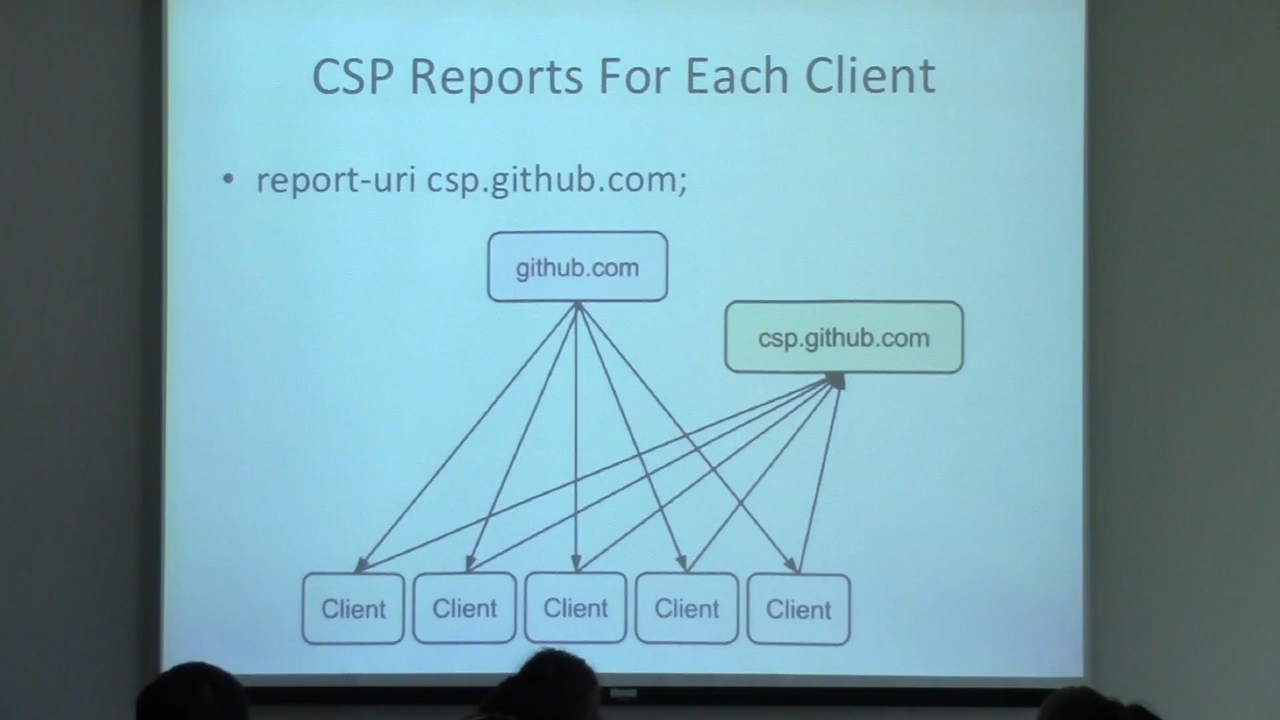 CSP Reports For Each Client
• report-uri csp.github.com;
github.com
csp.github.com
Client Client Client Client Client